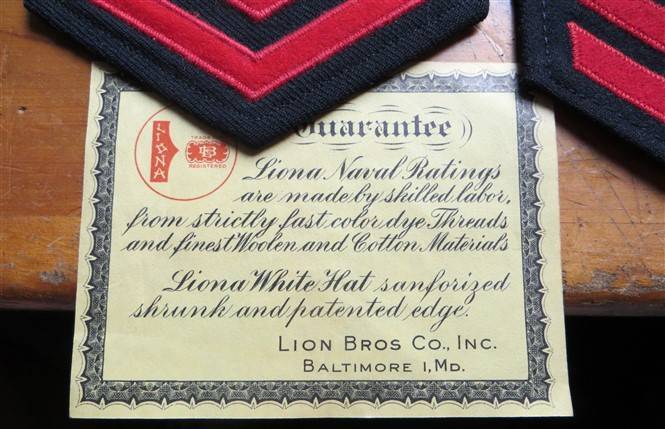 Guarantee
LIONA
TRADE
LB
REGISTERED
Liona Naval Ratings
are made by skilled labor,
from strictly fast color dye Threads
and finest Woolen and Cotton Materials
Liona White Hat sanforized
shrunk and patented edge.
LION BROS CO., INC.
BALTIMORE 1, MD.